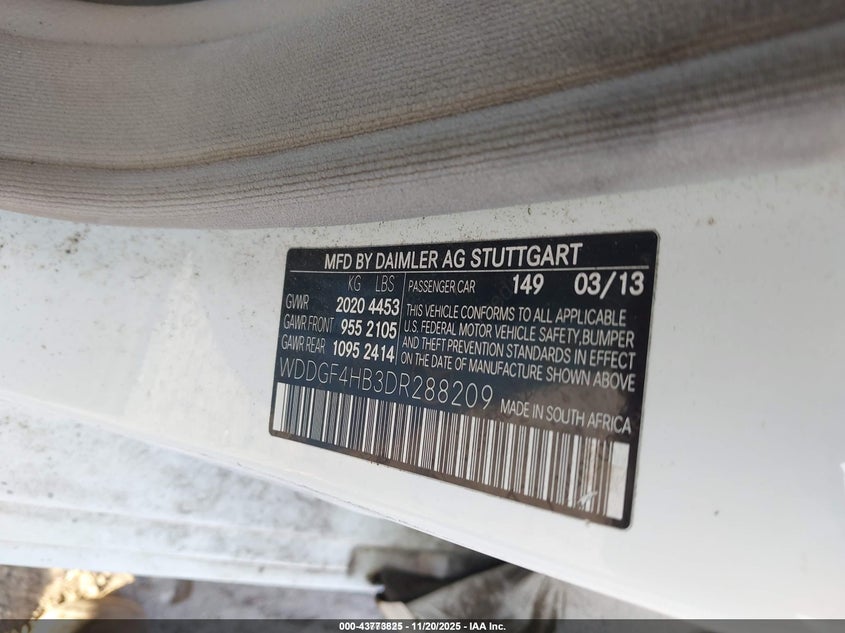 MFD BY DAIMLER AG STUTTGART
KG LBS
GVWR 2020 4453
GAWR FRONT 955 2105
GAWR REAR 1095 2414
PASSENGER CAR 149 03/13
THIS VEHICLE CONFORMS TO ALL APPLICABLE
U.S. FEDERAL MOTOR VEHICLE SAFETY, BUMPER
AND THEFT PREVENTION STANDARDS IN EFFECT
ON THE DATE OF MANUFACTURE SHOWN ABOVE
WDDGF4HB3DR288209
MADE IN SOUTH AFRICA
000-43773825 - 11/20/2025 - IAA Inc.